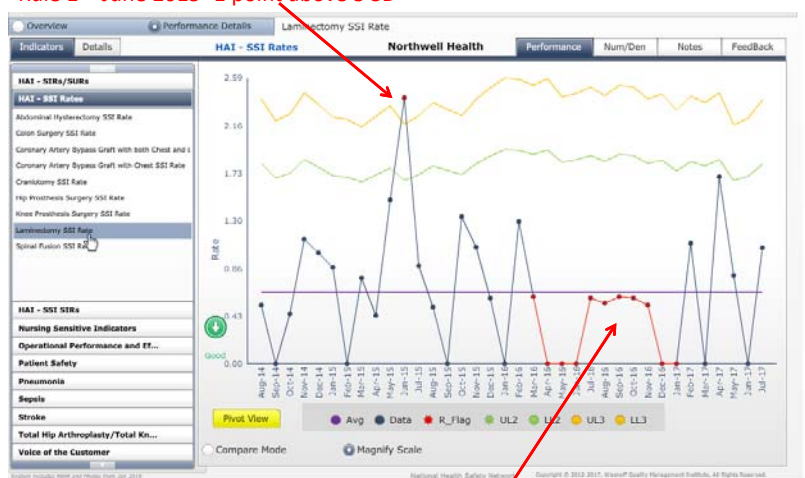 Overview
Performance Details
Laminectomy SSI Rate
Indicators
Details
HAI - SSI Rates
Northwell Health
Performance
Num/Den
Notes
FeedBack
HAI - SIRs/SURs
HAI - SSI Rates
Abdominal Hysterectomy SSI Rate
Colon Surgery SSI Rate
Coronary Artery Bypass Graft with both Chest and
Coronary Artery Bypass Graft with Chest SSI Rate
Craniotomy SSI Rate
Hip Prosthesis Surgery SSI Rate
Knee Prosthesis Surgery SSI Rate
Laminectomy SSI Rate
Spinal Fusion SSI
HAI - SSI SIRs
Nursing Sensitive Indicators
Operational Performance and Ef...
Patient Safety
Pneumonia
Sepsis
Stroke
Total Hip Arthroplasty/Total Kn...
Voice of the Customer
2.59
2.16
1.73
1.30
0.86
0.43
0.00
Rate
Good
Aug-14
Sep-14
Oct-14
Nov-14
Dec-14
Jan-15
Feb-15
Mar-15
Apr-15
May-15
Jun-15
Jul-15
Aug-15
Sep-15
Oct-15
Nov-15
Dec-15
Jan-16
Feb-16
Mar-16
Apr-16
May-16
Jun-16
Jul-16
Aug-16
Sep-16
Oct-16
Nov-16
Dec-16
Jan-17
Feb-17
Mar-17
Apr-17
May-17
Jun-17
Jul-17
Pivot View
Avg
Data
R_Flag
UL2
LL2
UL3
LL3
Compare Mode
Magnify Scale
National Health Safety Network